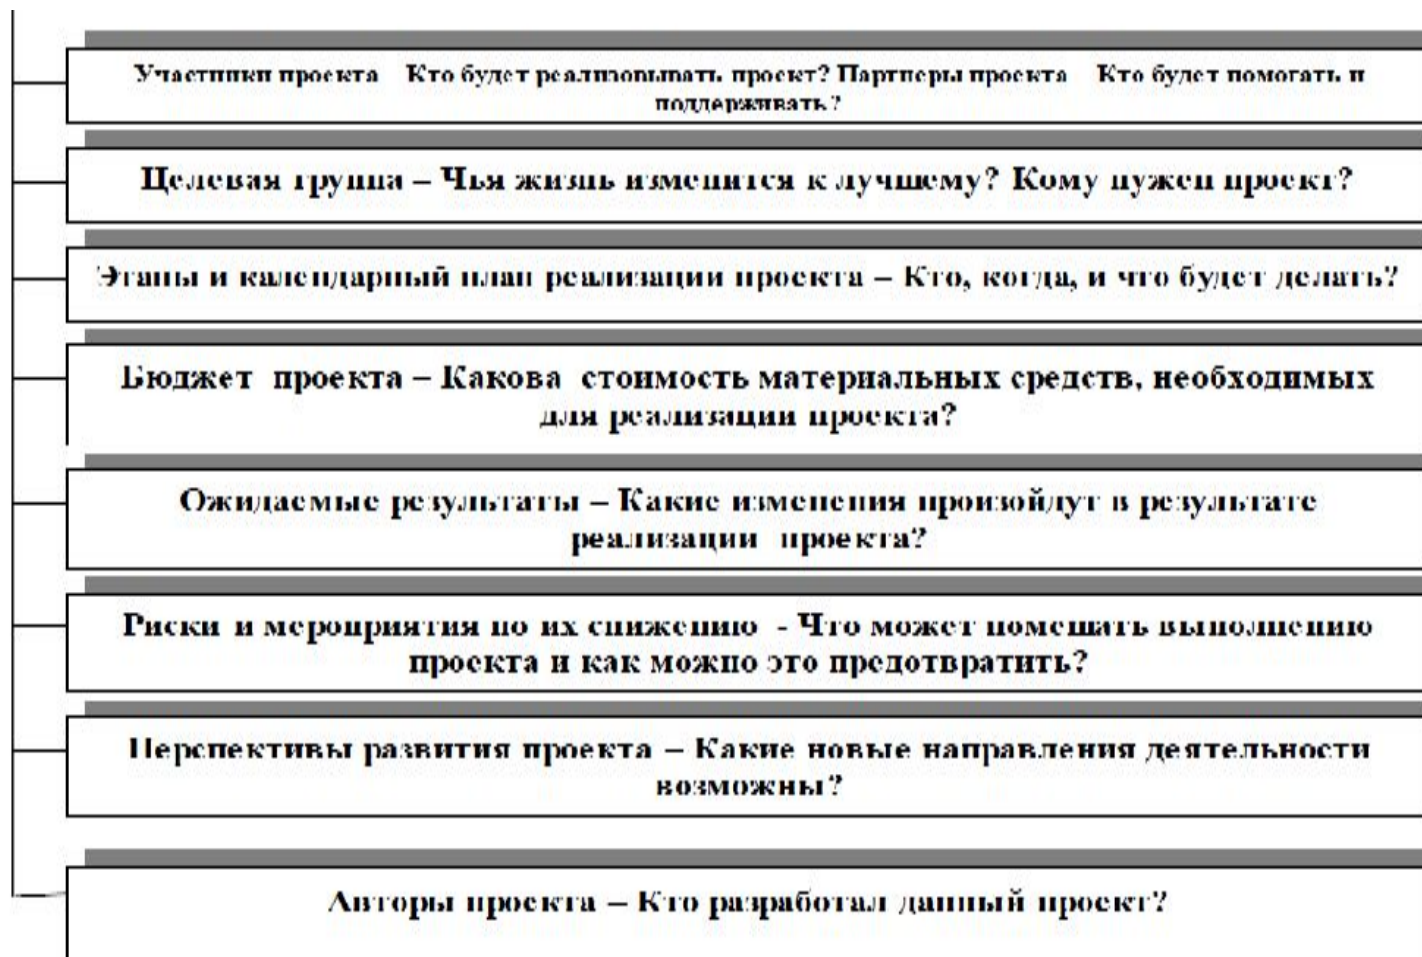 Участники проекта Кто будет реализовывать проект? Партнеры проекта Кто будет помогать и
поддерживать?
Целевая группа – Чья жизнь изменится к лучшему? Кому нужен проект?
Этапы и календарный план реализации проекта – Кто, когда, и что будет делать?
Бюджет проекта – Какова стоимость материальных средств, необходимых
для реализации проекта?
Ожидаемые результаты – Какие изменения произойдут в результате
реализации проекта?
Риски и мероприятия по их снижению - Что может помешать выполнению
проекта и как можно это предотвратить?
Перспективы развития проекта – Какие новые направления деятельности
возможны?
Авторы проекта – Кто разработал данный проект?